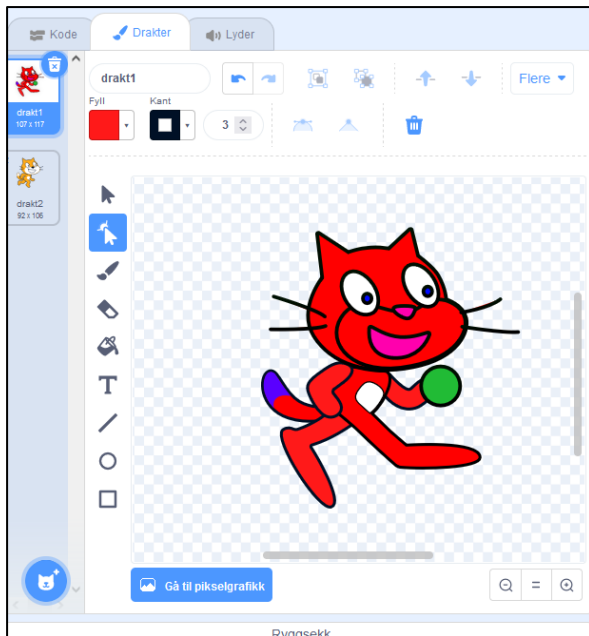 Kode
Drakter
Lyder
drakt1
Flere
Fyll
Kant
3
drakt1
107 x 117
drakt2
92 x 106
T
Gå til pikselgrafikk
Ryggsekk